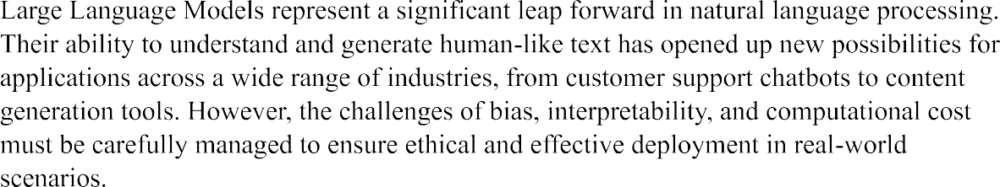 Large Language Models represent a significant leap forward in natural language processing.
Their ability to understand and generate human-like text has opened up new possibilities for
applications across a wide range of industries, from customer support chatbots to content
generation tools. However, the challenges of bias, interpretability, and computational cost
must be carefully managed to ensure ethical and effective deployment in real-world
scenarios.